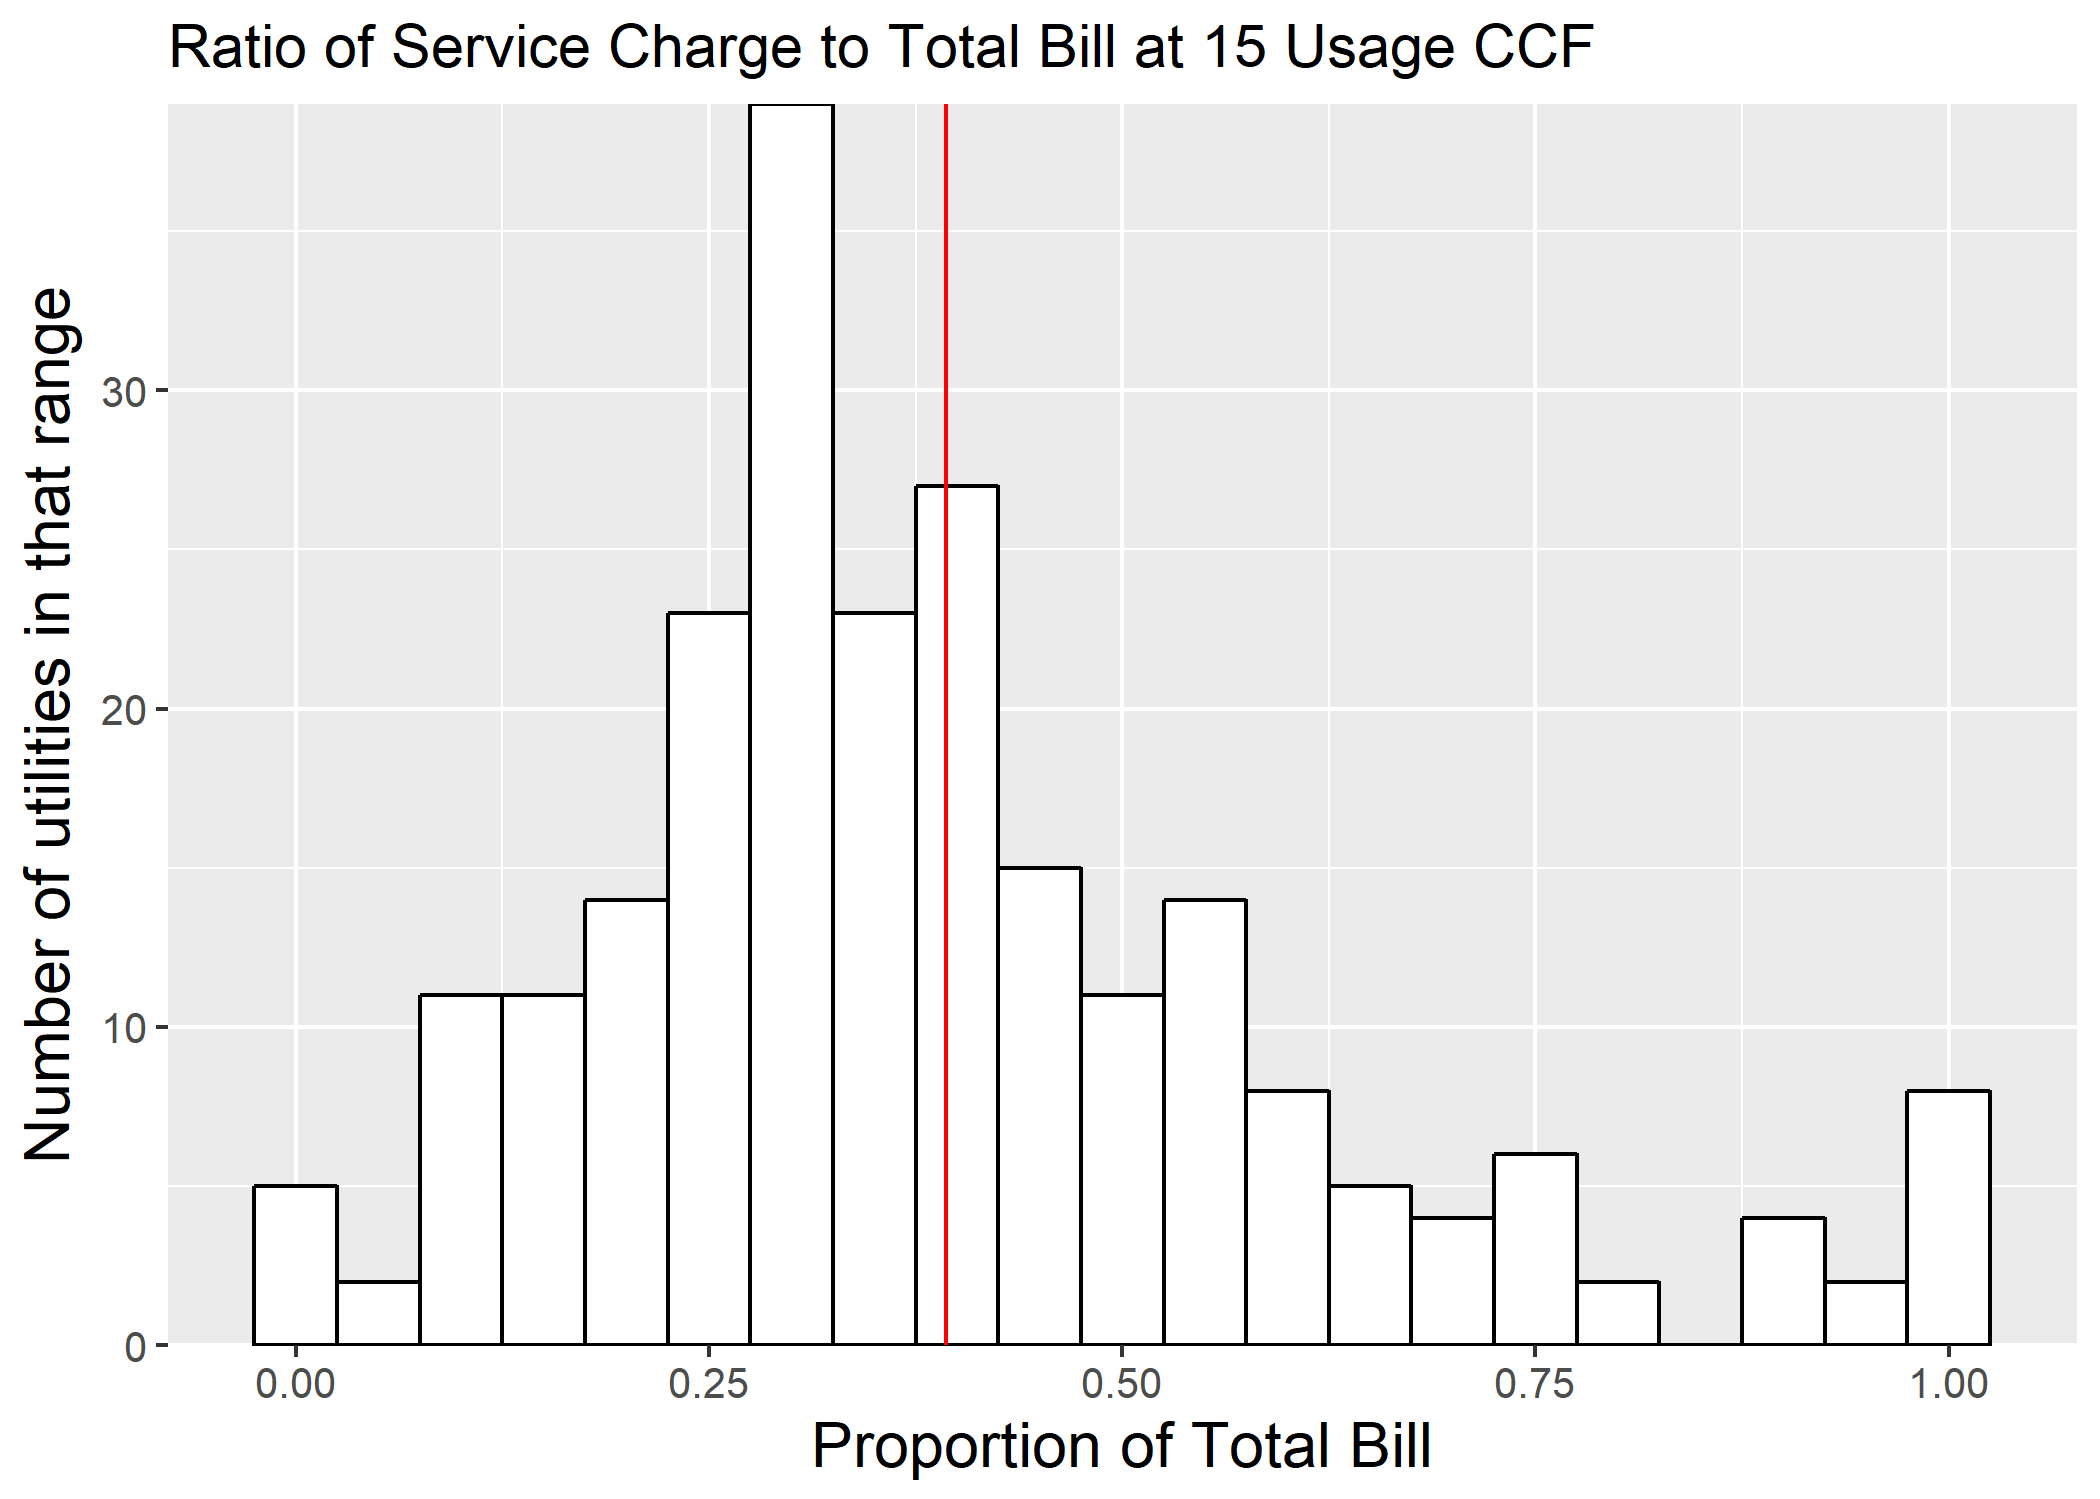 Ratio of Service Charge to Total Bill at 15 Usage CCF
Number of utilities in that range
30
20
10
0
0.00 0.25 0.50 0.75 1.00
Proportion of Total Bill